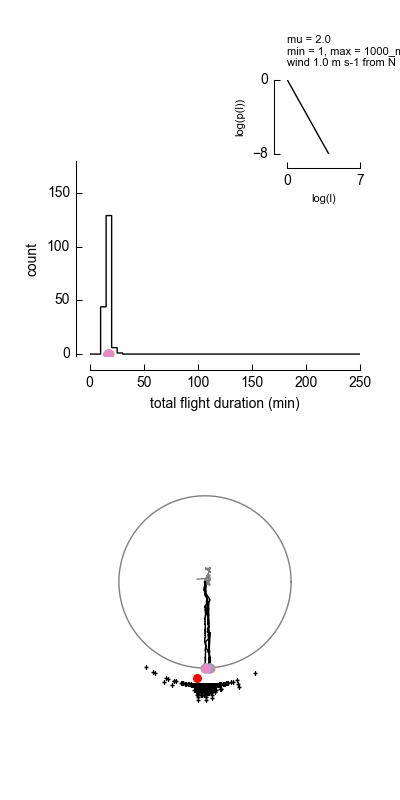 mu = 2.0
min = 1, max = 1000_m
wind 1.0 m s-1 from N
0
log(p(l))
−8
0 7
log(l)
150
100
50
0
count
0 50 100 150 200 250
total flight duration (min)